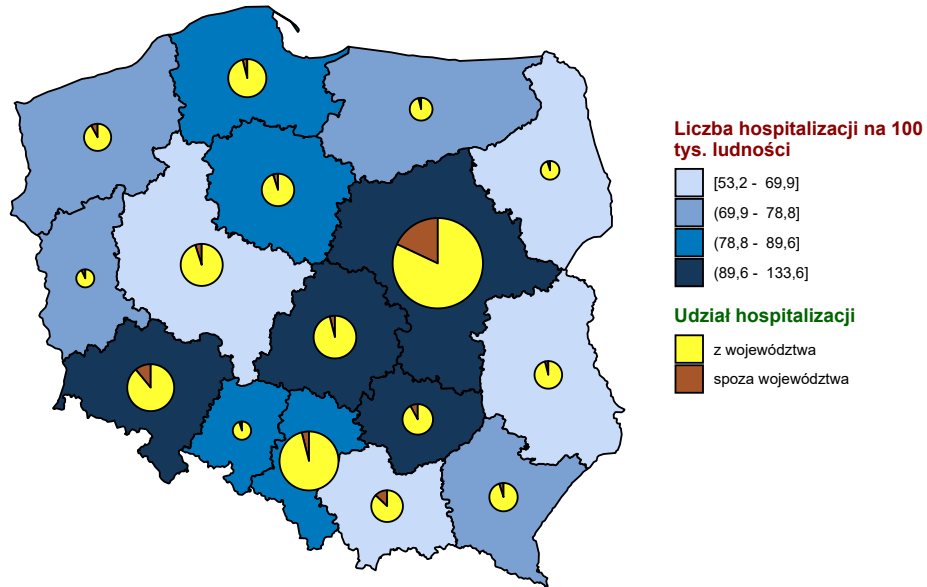 Liczba hospitalizacji na 100
tys. ludności
[53,2 - 69,9]
(69,9 - 78,8]
(78,8 - 89,6]
(89,6 - 133,6]
Udział hospitalizacji
z województwa
spoza województwa